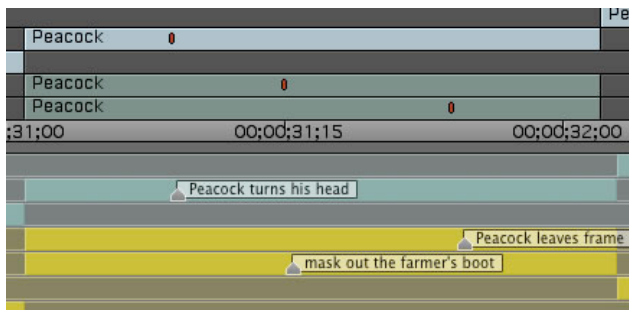 Pe
Peacock
Peacock
Peacock
;31;00 00;00;31;15 00;00;32;00
Peacock turns his head
Peacock leaves frame
mask out the farmer's boot